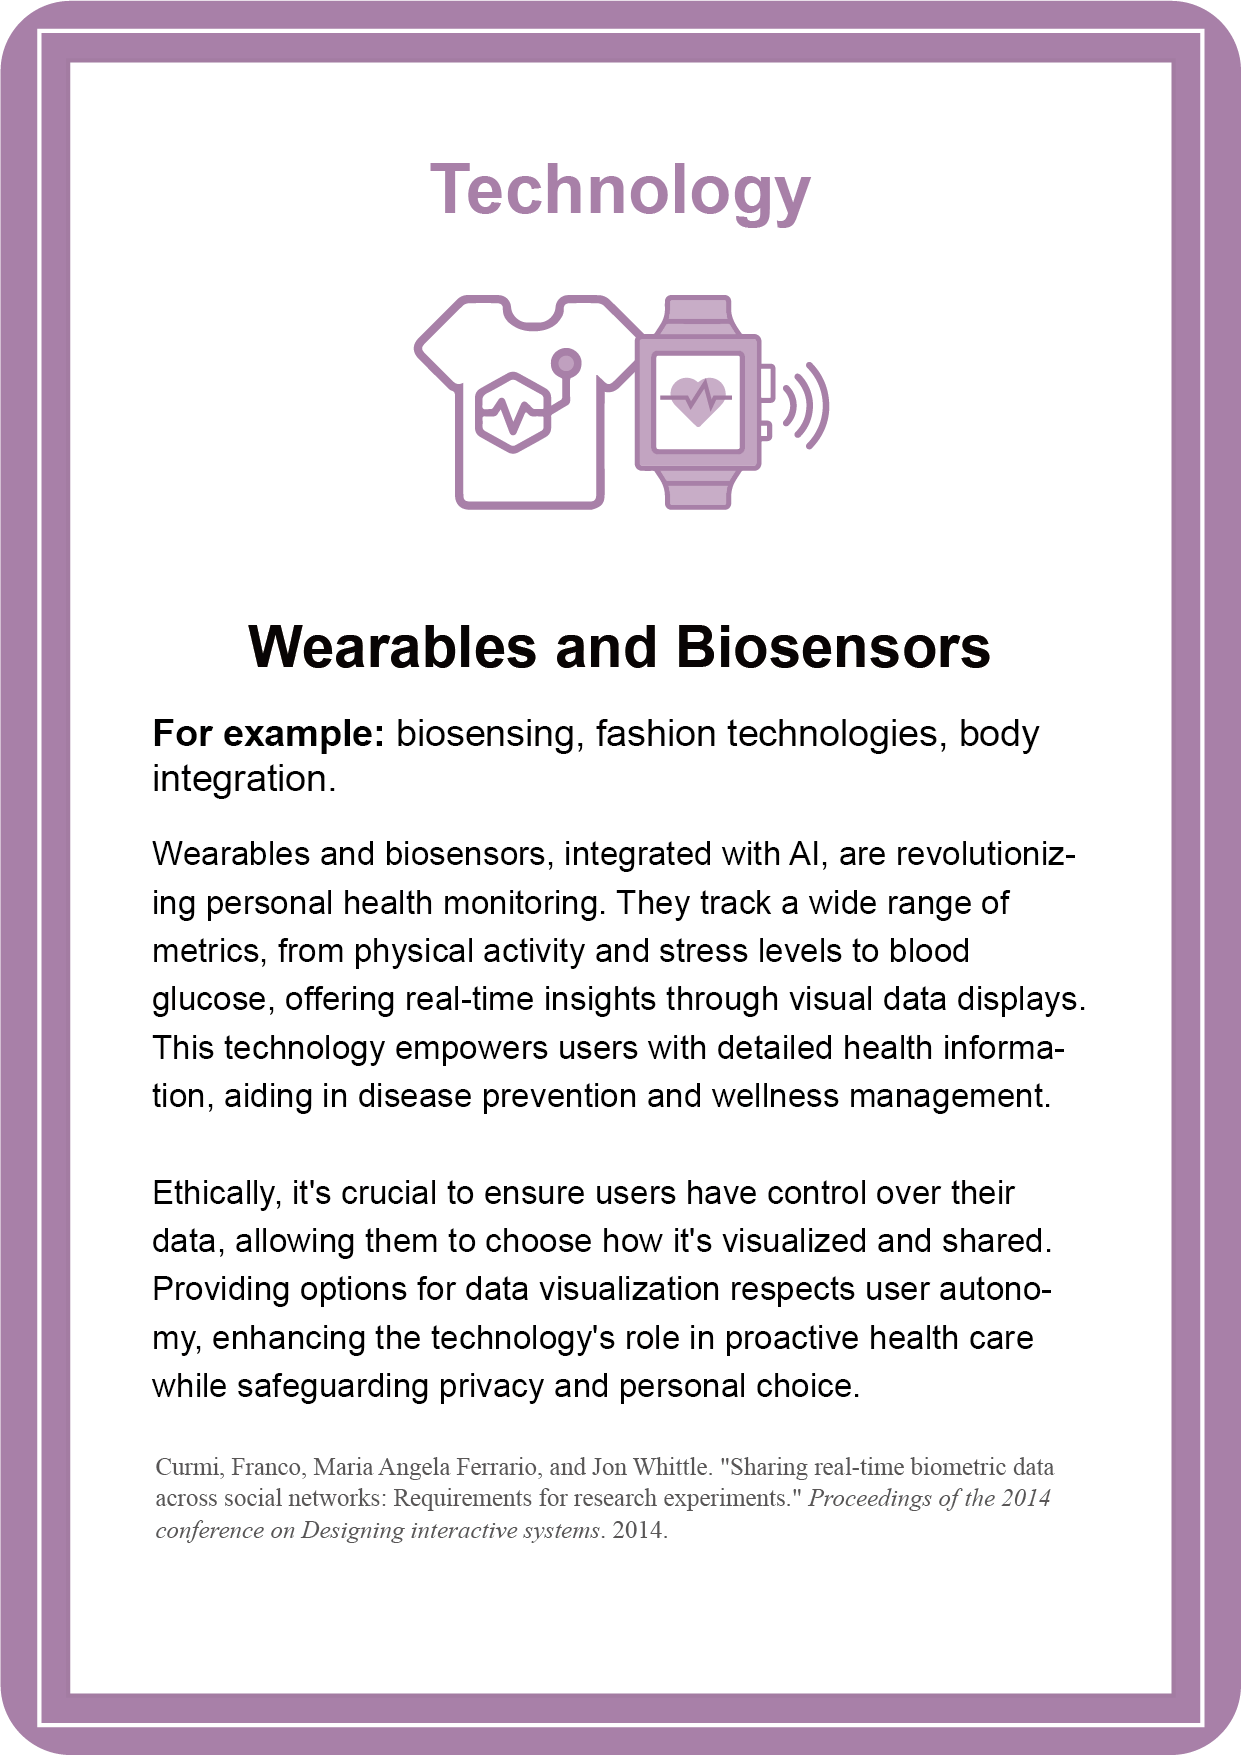 Technology
Wearables and Biosensors
For example: biosensing, fashion technologies, body
integration.
Wearables and biosensors, integrated with AI, are revolutioniz-
ing personal health monitoring. They track a wide range of
metrics, from physical activity and stress levels to blood
glucose, offering real-time insights through visual data displays.
This technology empowers users with detailed health informa-
tion, aiding in disease prevention and wellness management.
Ethically, it's crucial to ensure users have control over their
data, allowing them to choose how it's visualized and shared.
Providing options for data visualization respects user autono-
my, enhancing the technology's role in proactive health care
while safeguarding privacy and personal choice.
Curmi, Franco, Maria Angela Ferrario, and Jon Whittle. "Sharing real-time biometric data
across social networks: Requirements for research experiments." Proceedings of the 2014
conference on Designing interactive systems. 2014.